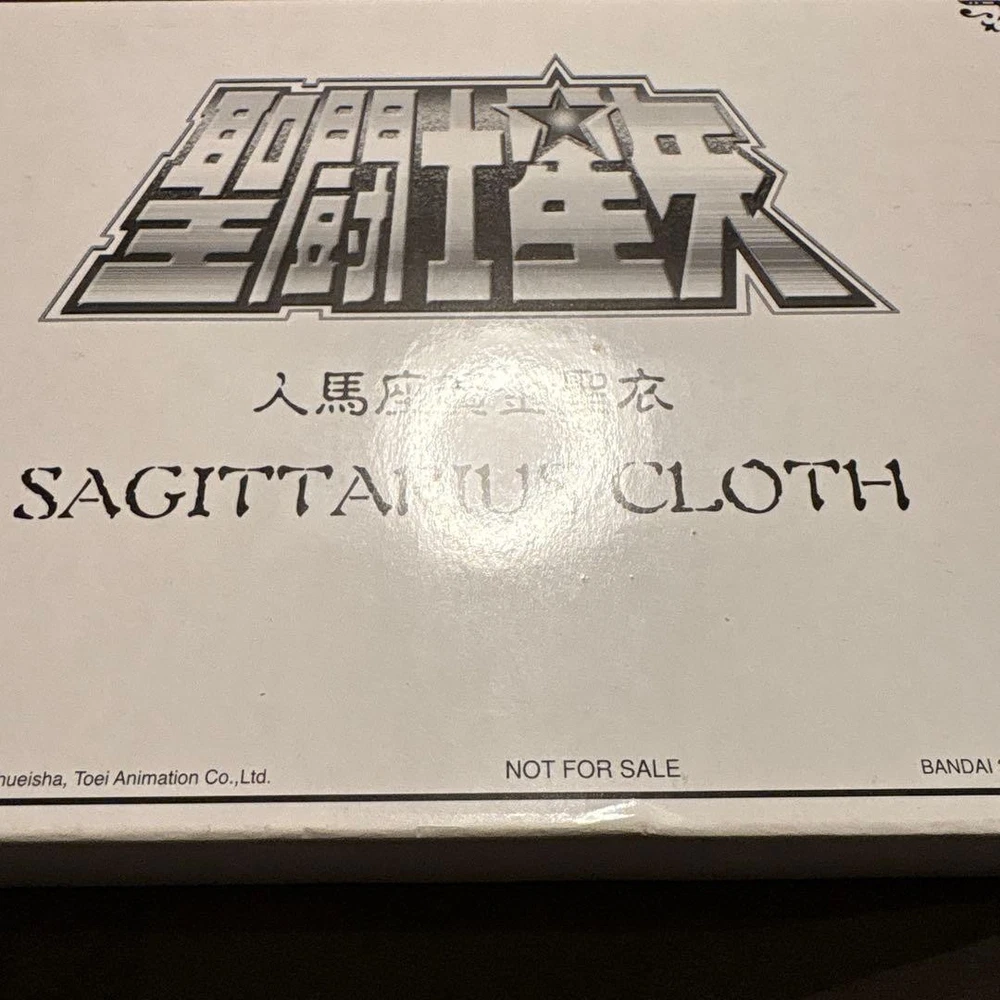 聖闘士星矢
人馬座 聖衣
SAGITTARIUS CLOTH
Toei Animation Co.,Ltd.
NOT FOR SALE
BANDAI